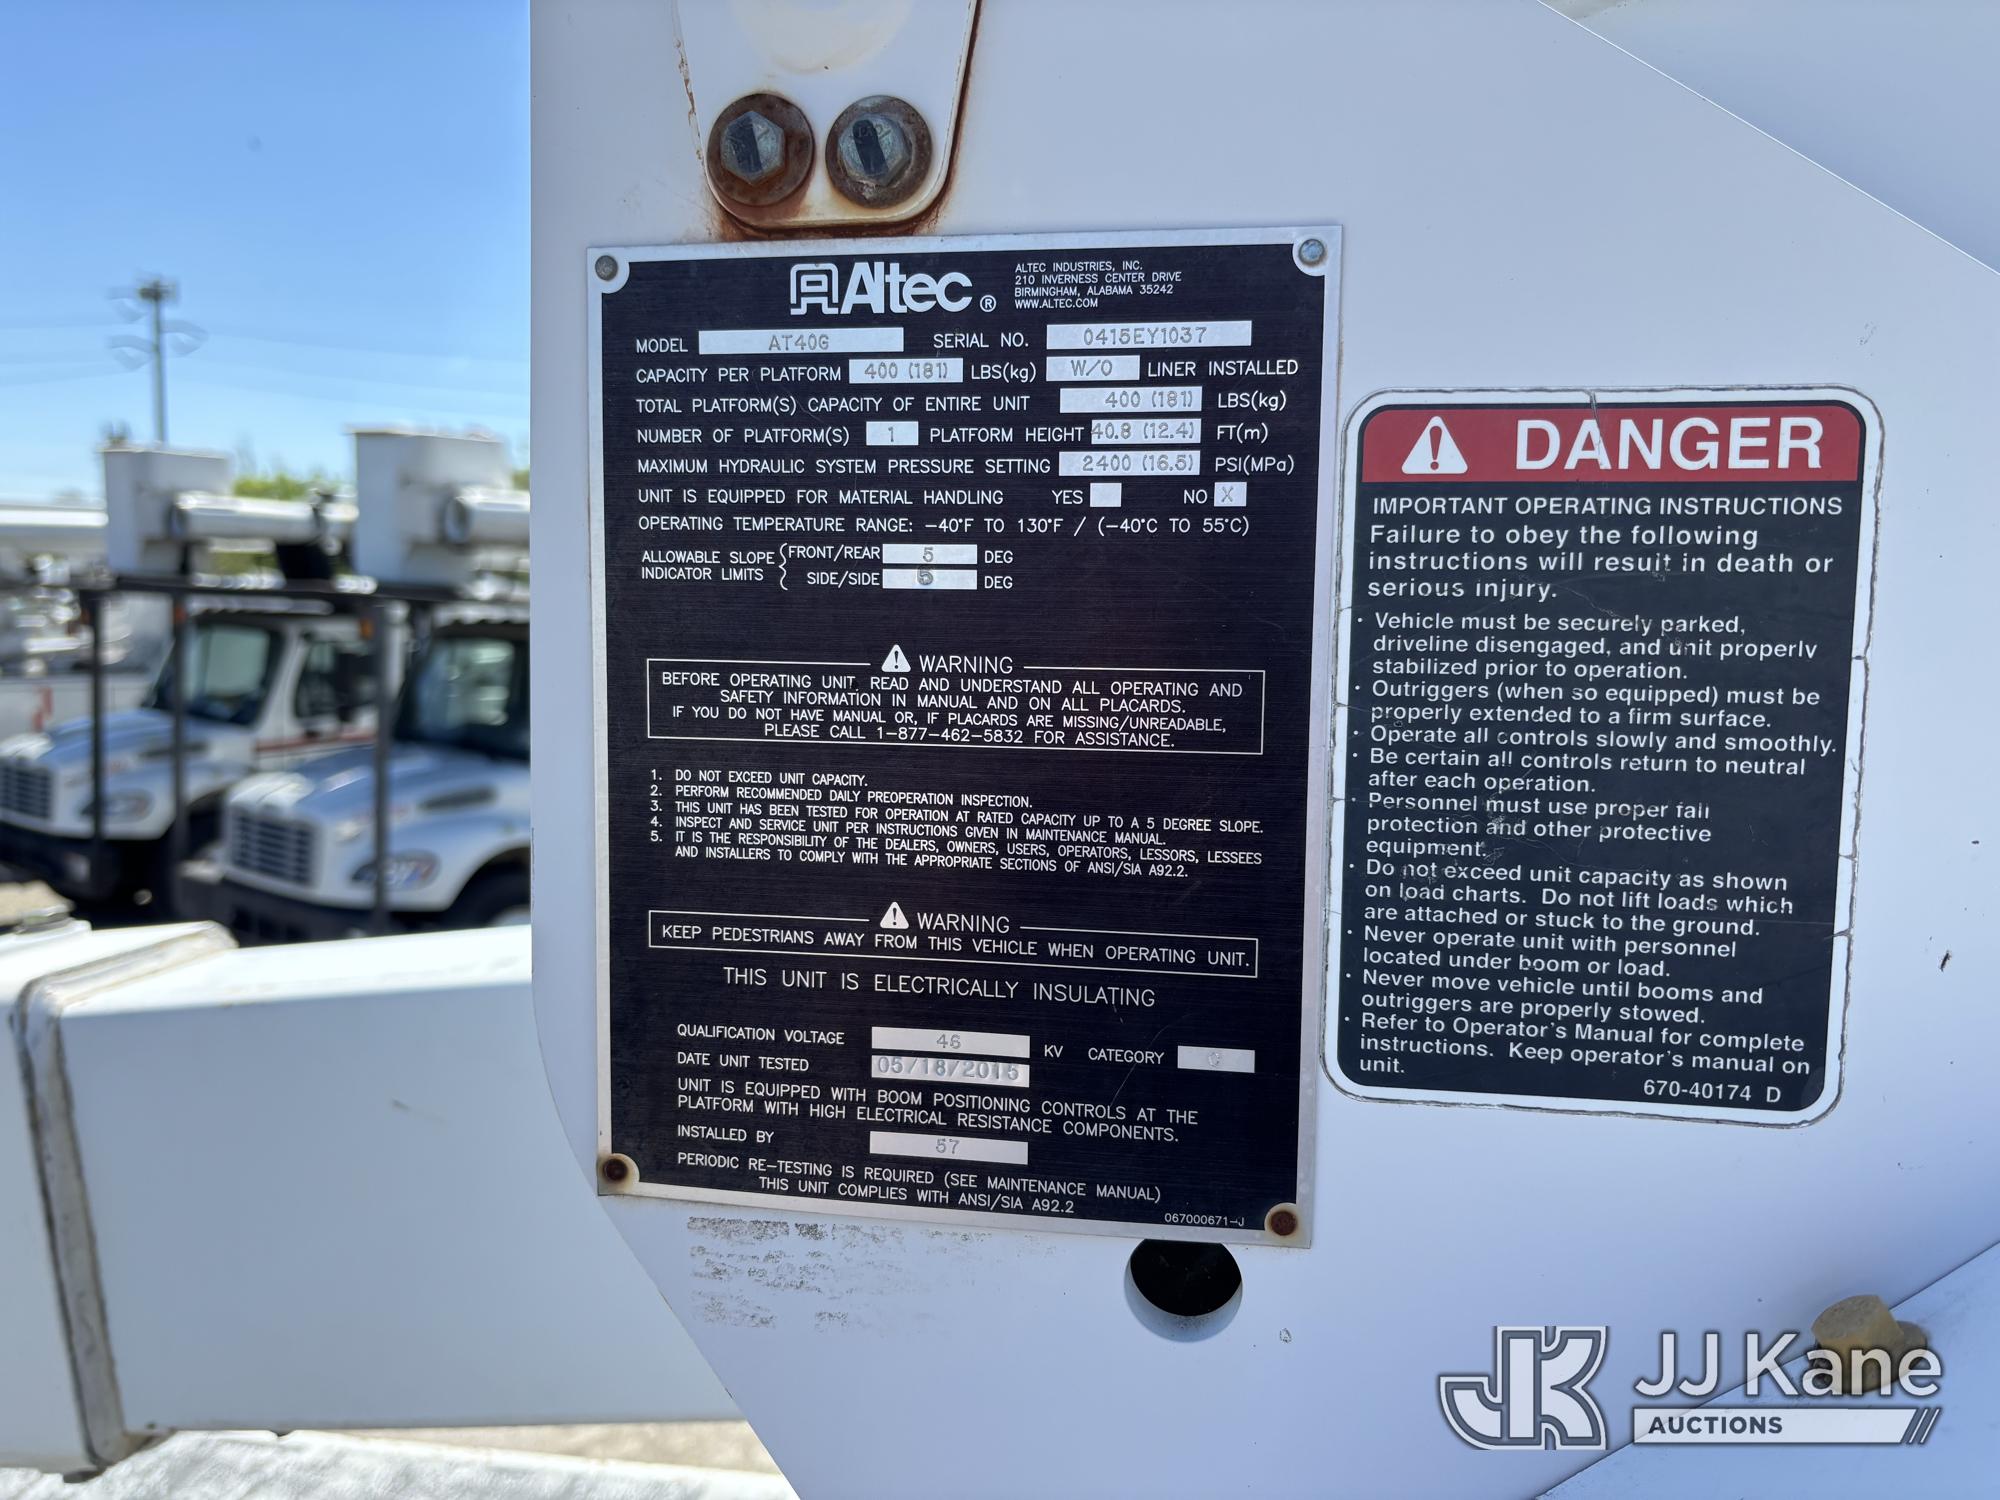 Altec ®
ALTEC INDUSTRIES, INC.
210 INVERNESS CENTER DRIVE
BIRMINGHAM, ALABAMA 35242
WWW.ALTEC.COM
MODEL AT40G SERIAL NO. 0415EY1037
CAPACITY PER PLATFORM 400 (181) LBS(kg) W/O LINER INSTALLED
TOTAL PLATFORM(S) CAPACITY OF ENTIRE UNIT 400 (181) LBS(kg)
NUMBER OF PLATFORM(S) 1 PLATFORM HEIGHT 40.8 (12.4) FT(m)
MAXIMUM HYDRAULIC SYSTEM PRESSURE SETTING 2400 (16.5) PSI(MPa)
UNIT IS EQUIPPED FOR MATERIAL HANDLING YES NO X
OPERATING TEMPERATURE RANGE: -40°F TO 130°F / (-40°C TO 55°C)
ALLOWABLE SLOPE FRONT/REAR 5 DEG
INDICATOR LIMITS SIDE/SIDE 5 DEG
WARNING
BEFORE OPERATING UNIT, READ AND UNDERSTAND ALL OPERATING AND
SAFETY INFORMATION IN MANUAL AND ON ALL PLACARDS.
IF YOU DO NOT HAVE MANUAL OR, IF PLACARDS ARE MISSING/UNREADABLE,
PLEASE CALL 1-877-462-5832 FOR ASSISTANCE.
1. DO NOT EXCEED UNIT CAPACITY.
2. PERFORM RECOMMENDED DAILY PREOPERATION INSPECTION.
3. THIS UNIT HAS BEEN TESTED FOR OPERATION AT RATED CAPACITY UP TO A 5 DEGREE SLOPE.
4. INSPECT AND SERVICE UNIT PER INSTRUCTIONS GIVEN IN MAINTENANCE MANUAL.
5. IT IS THE RESPONSIBILITY OF THE DEALERS, OWNERS, USERS, OPERATORS, LESSORS, LESSEES
AND INSTALLERS TO COMPLY WITH THE APPROPRIATE SECTIONS OF ANSI/SIA A92.2.
WARNING
KEEP PEDESTRIANS AWAY FROM THIS VEHICLE WHEN OPERATING UNIT.
THIS UNIT IS ELECTRICALLY INSULATING
QUALIFICATION VOLTAGE 46 KV CATEGORY C
DATE UNIT TESTED 05/18/2015
UNIT IS EQUIPPED WITH BOOM POSITIONING CONTROLS AT THE
PLATFORM WITH HIGH ELECTRICAL RESISTANCE COMPONENTS.
INSTALLED BY 57
PERIODIC RE-TESTING IS REQUIRED (SEE MAINTENANCE MANUAL)
THIS UNIT COMPLIES WITH ANSI/SIA A92.2
067000671-J
DANGER
IMPORTANT OPERATING INSTRUCTIONS
Failure to obey the following
instructions will result in death or
serious injury.
· Vehicle must be securely parked,
driveline disengaged, and unit properly
stabilized prior to operation.
· Outriggers (when so equipped) must be
properly extended to a firm surface.
· Operate all controls slowly and smoothly.
· Be certain all controls return to neutral
after each operation.
· Personnel must use proper fall
protection and other protective
equipment.
· Do not exceed unit capacity as shown
on load charts. Do not lift loads which
are attached or stuck to the ground.
· Never operate unit with personnel
located under boom or load.
· Never move vehicle until booms and
outriggers are properly stowed.
· Refer to Operator's Manual for complete
instructions. Keep operator's manual on
unit.
670-40174 D
JK JJ Kane
AUCTIONS